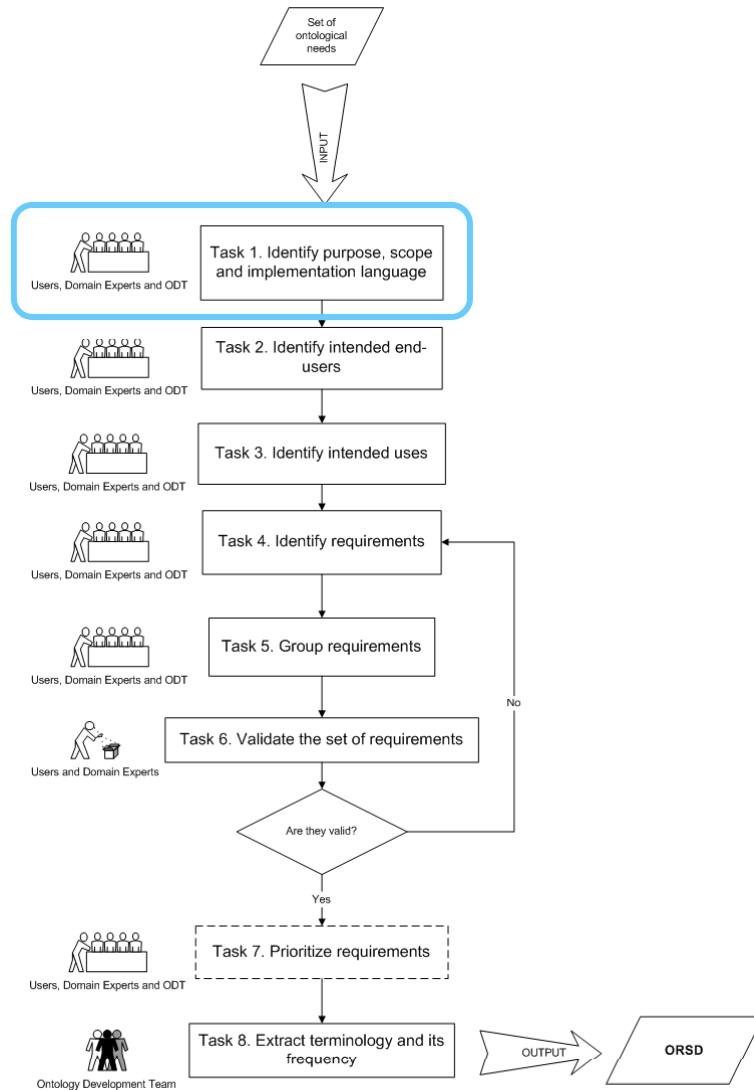 Set of
ontological
needs
INPUT
Task 1. Identify purpose, scope
and implementation language
Users, Domain Experts and ODT
Task 2. Identify intended end-
users
Users, Domain Experts and ODT
Task 3. Identify intended uses
Users, Domain Experts and ODT
Task 4. Identify requirements
Users, Domain Experts and ODT
Task 5. Group requirements
Users, Domain Experts and ODT
No
Task 6. Validate the set of requirements
Users and Domain Experts
Are they valid?
Yes
Task 7. Prioritize requirements
Users, Domain Experts and ODT
Task 8. Extract terminology and its
frequency
Ontology Development Team
OUTPUT
ORSD